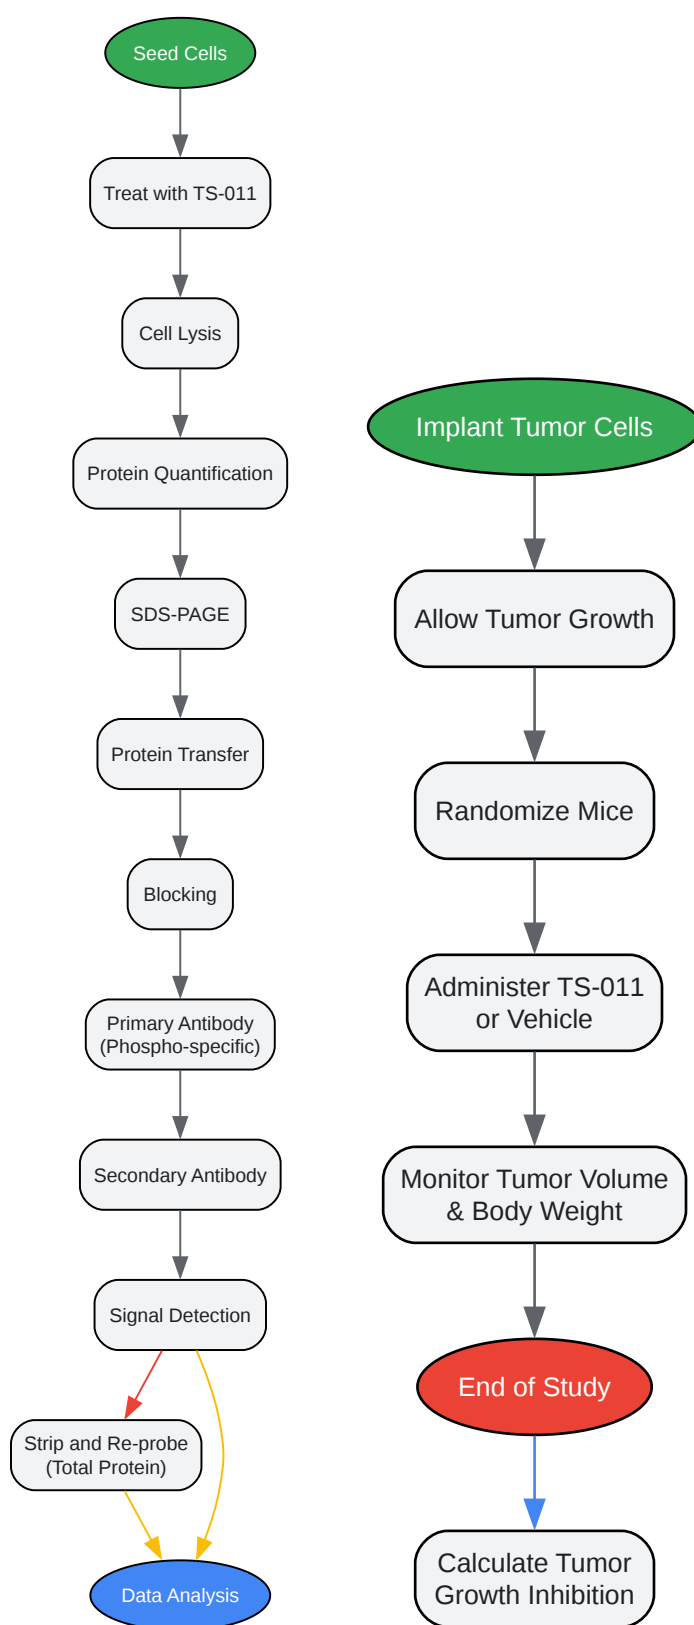 Seed Cells
Treat with TS-011
Cell Lysis
Protein Quantification
SDS-PAGE
Protein Transfer
Blocking
Primary Antibody
(Phospho-specific)
Secondary Antibody
Signal Detection
Strip and Re-probe
(Total Protein)
Data Analysis
Implant Tumor Cells
Allow Tumor Growth
Randomize Mice
Administer TS-011
or Vehicle
Monitor Tumor Volume
& Body Weight
End of Study
Calculate Tumor
Growth Inhibition